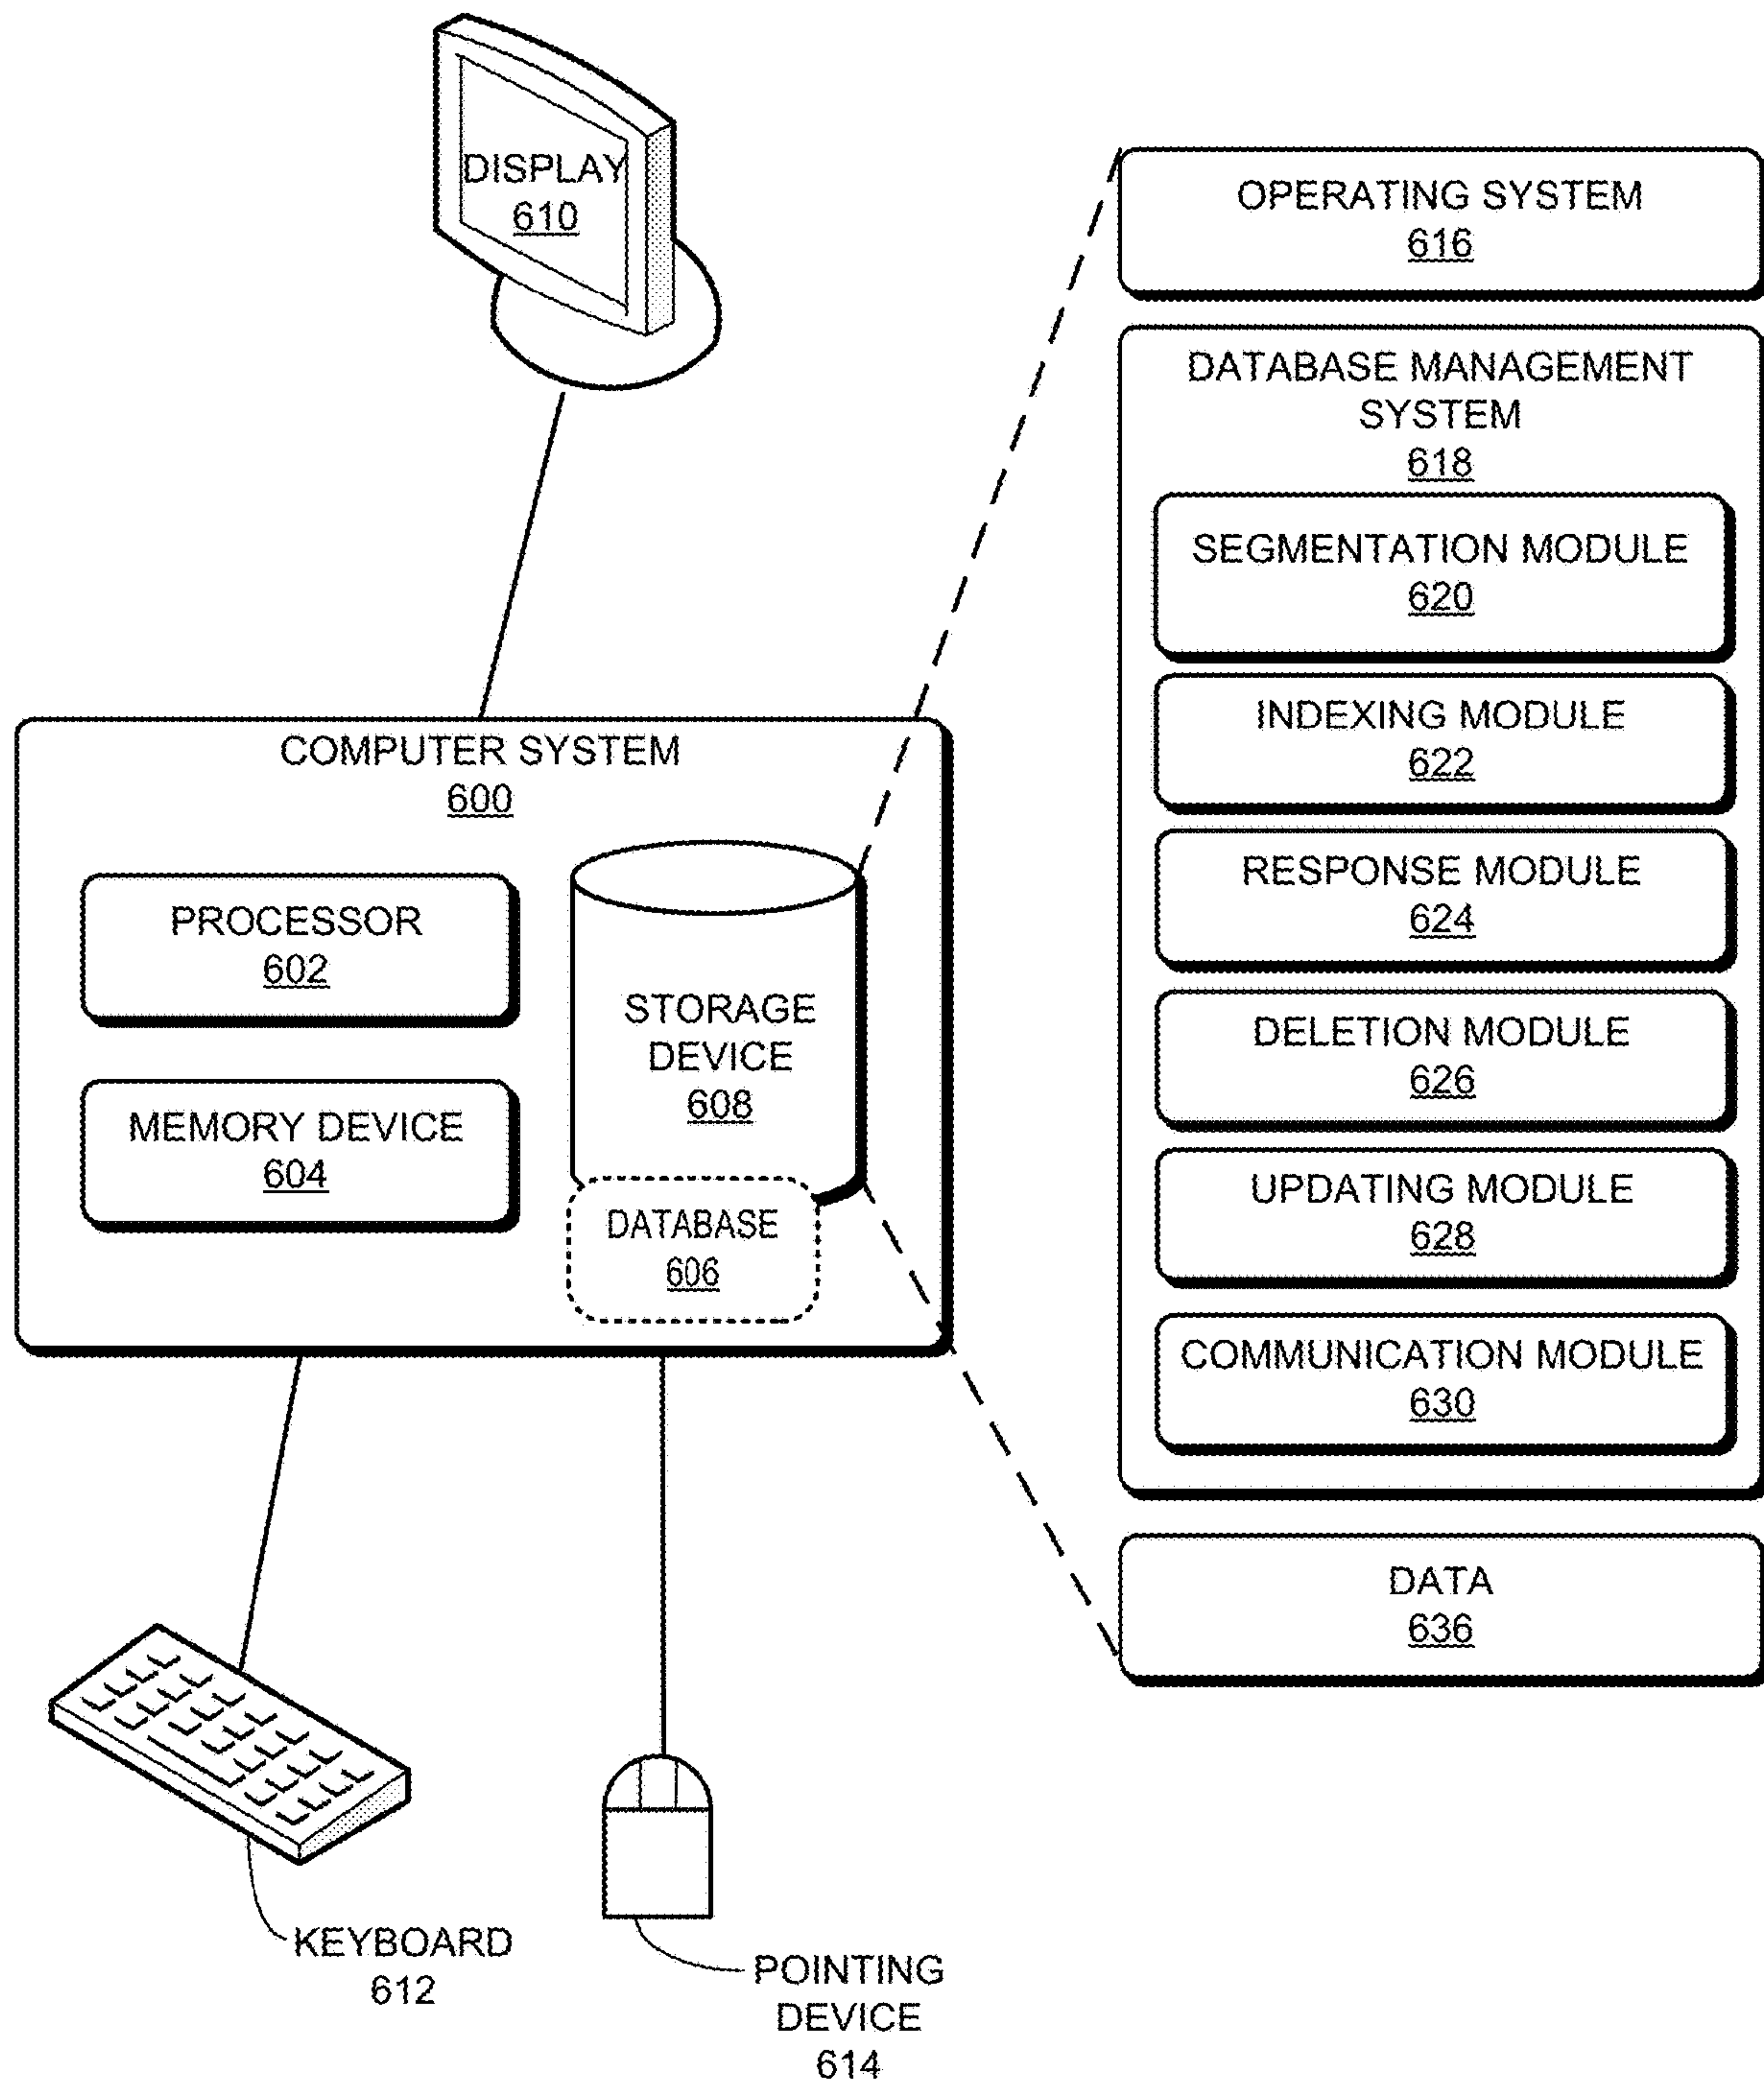 DISPLAY
610
OPERATING SYSTEM
616
DATABASE MANAGEMENT
SYSTEM
618
SEGMENTATION MODULE
620
INDEXING MODULE
622
RESPONSE MODULE
624
DELETION MODULE
626
UPDATING MODULE
628
COMMUNICATION MODULE
630
DATA
636
COMPUTER SYSTEM
600
PROCESSOR
602
MEMORY DEVICE
604
STORAGE
DEVICE
608
DATABASE
606
KEYBOARD
612
POINTING
DEVICE
614